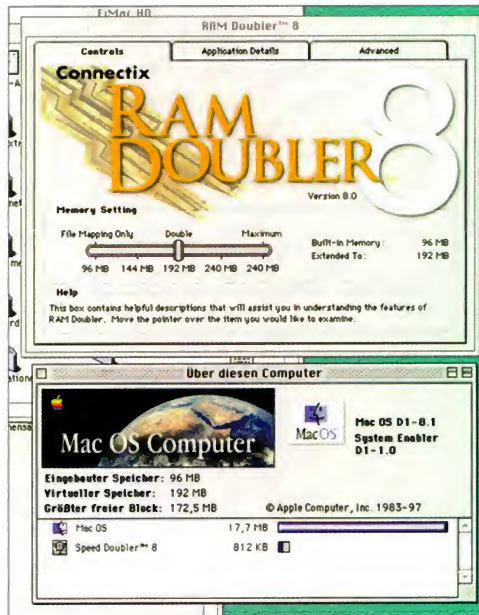 FiMac HD
RAM Doubler™ 8
Controls
Application Details
Advanced
Connectix
RAM
DOUBLER
8
Version 8.0
Memory Setting
File Mapping Only
Double
Maximum
96 MB
144 MB
192 MB
240 MB
240 MB
Built-In Memory: 96 MB
Extended To: 192 MB
Help
This box contains helpful descriptions that will assist you in understanding the features of
RAM Doubler. Move the pointer over the item you would like to examine.
Über diesen Computer
Mac OS Computer
MacOS
Mac OS D1-8.1
System Enabler
D1-1.0
Eingebauter Speicher: 96 MB
Virtueller Speicher: 192 MB
Größter freier Block: 172,5 MB
© Apple Computer, Inc. 1983-97
Mac OS 17,7 MB
Speed Doubler™ 8 812 KB